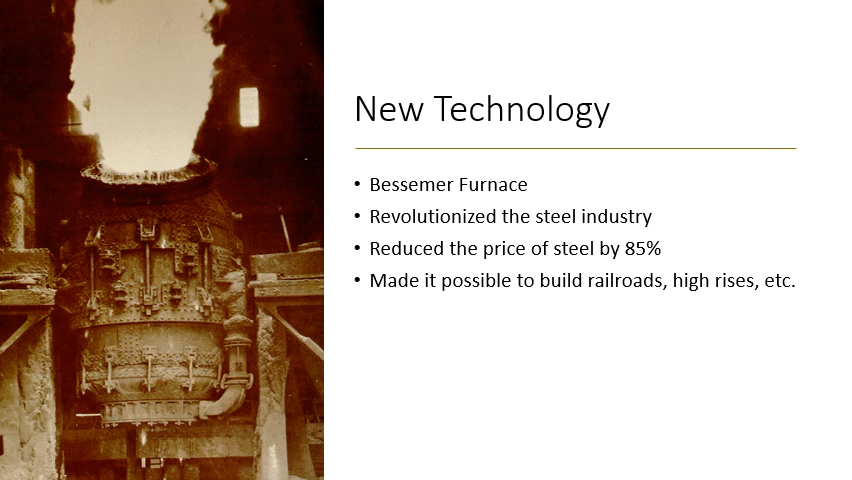 New Technology
• Bessemer Furnace
• Revolutionized the steel industry
• Reduced the price of steel by 85%
• Made it possible to build railroads, high rises, etc.